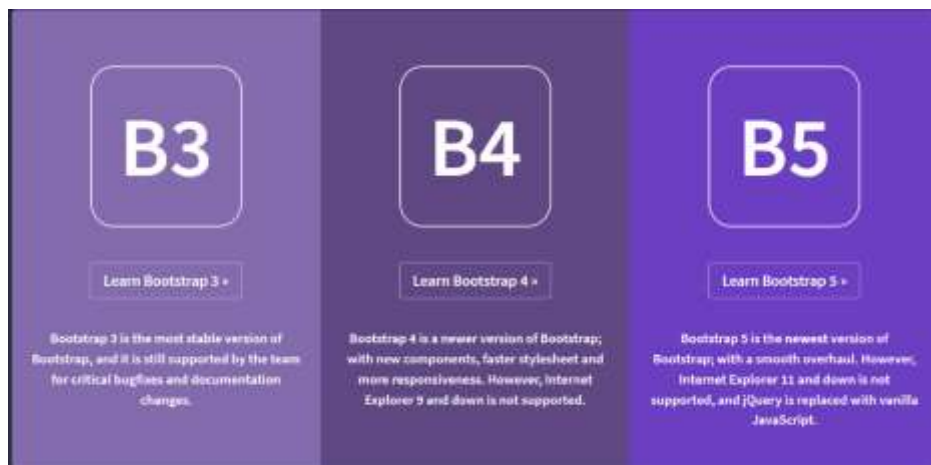 B3
Learn Bootstrap 3 »
Bootstrap 3 is the most stable version of
Bootstrap, and it is still supported by the team
for critical bugfixes and documentation
changes.
B4
Learn Bootstrap 4 »
Bootstrap 4 is a newer version of Bootstrap;
with new components, faster stylesheet and
more responsiveness. However, Internet
Explorer 9 and down is not supported.
B5
Learn Bootstrap 5 »
Bootstrap 5 is the newest version of
Bootstrap; with a smooth overhaul. However,
Internet Explorer 11 and down is not
supported, and jQuery is replaced with vanilla
JavaScript.